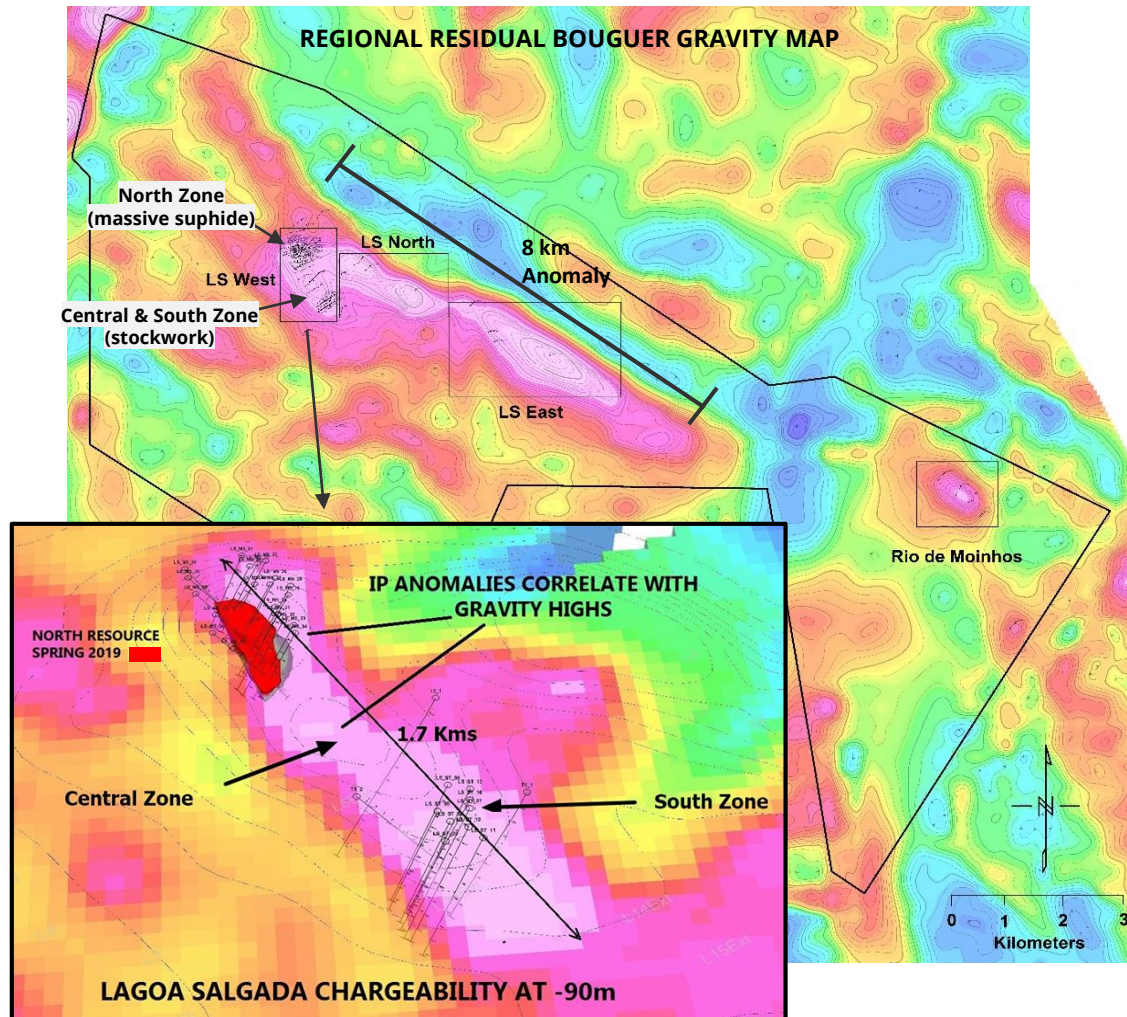 REGIONAL RESIDUAL BOUGUER GRAVITY MAP
North Zone
(massive suphide)
LS North
8 km
Anomaly
LS West
Central & South Zone
(stockwork)
LS East
Rio de Moinhos
IP ANOMALIES CORRELATE WITH
GRAVITY HIGHS
NORTH RESOURCE
SPRING 2019
1.7 Kms
Central Zone
South Zone
L15Ext
LAGOA SALGADA CHARGEABILITY AT -90m
N
0 1 2 3
Kilometers